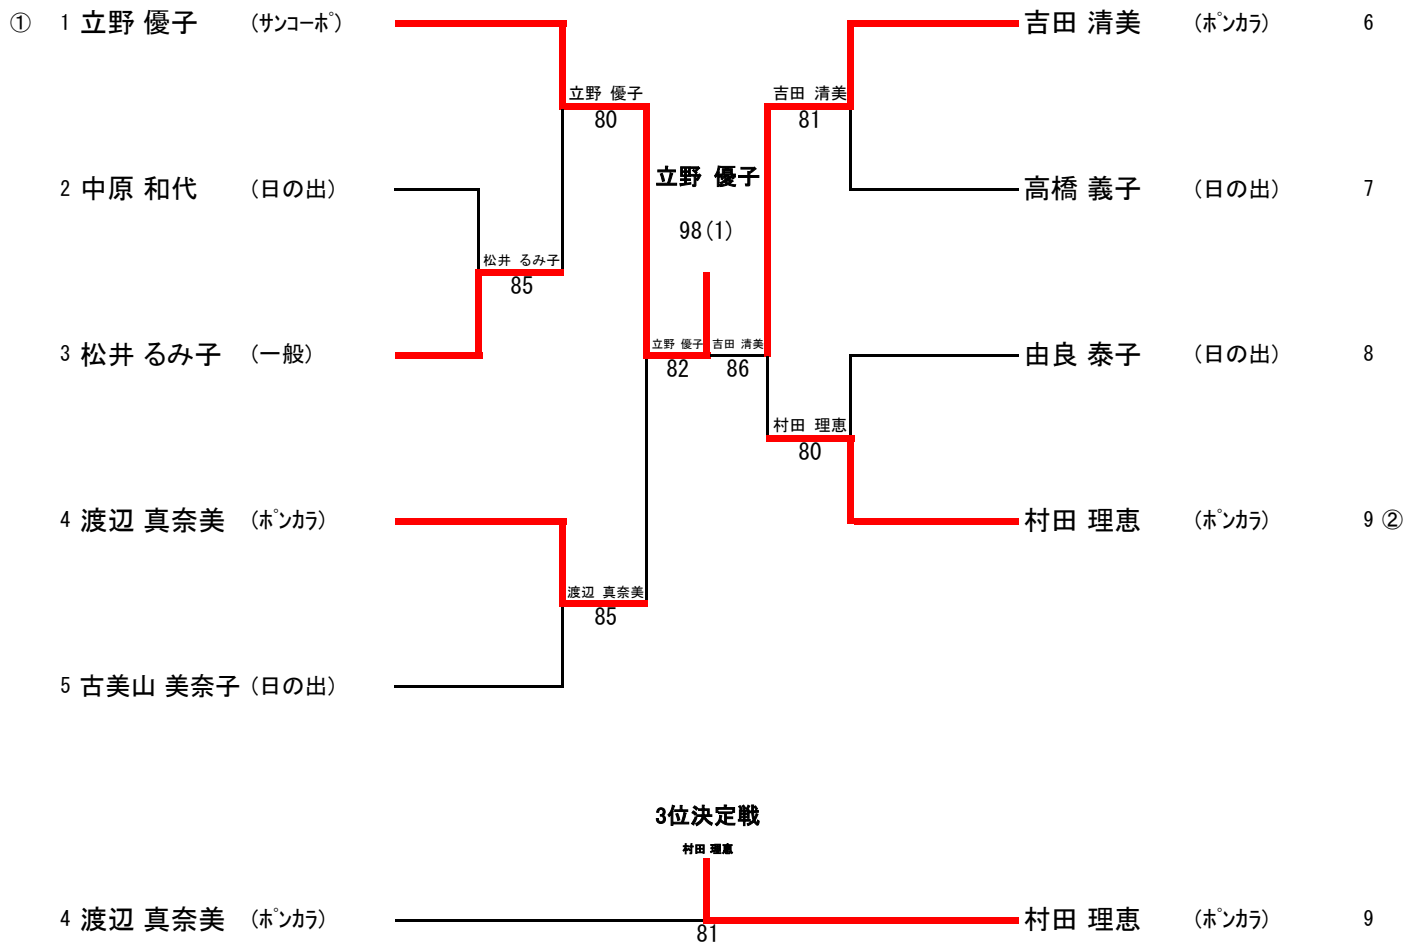 ① 1 立野 優子 (サンコーポ) 吉田 清美 (ポンカラ) 6
立野 優子 吉田 清美
80 81
立野 優子
2 中原 和代 (日の出) 高橋 義子 (日の出) 7
98(1)
松井 るみ子
85
立野 優子 吉田 清美
3 松井 るみ子 (一般) 由良 泰子 (日の出) 8
82 86
村田 理恵
80
4 渡辺 真奈美 (ポンカラ) 村田 理恵 (ポンカラ) 9 ②
渡辺 真奈美
85
5 古美山 美奈子 (日の出)
3位決定戦
村田 理恵
4 渡辺 真奈美 (ポンカラ) 村田 理恵 (ポンカラ) 9
81